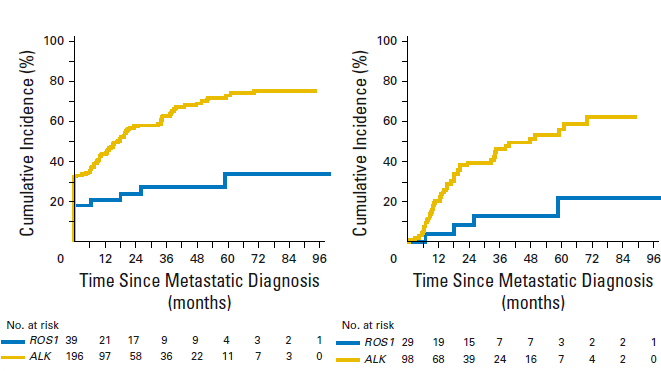 100
80
60
40
20
0
Cumulative Incidence (%)
12 24 36 48 60 72 84 96
Time Since Metastatic Diagnosis
(months)
No. at risk
ROS1 39 21 17 9 9 4 3 2 1
ALK 196 97 58 36 22 11 7 3 0
100
80
60
40
20
0
Cumulative Incidence (%)
12 24 36 48 60 72 84 96
Time Since Metastatic Diagnosis
(months)
No. at risk
ROS1 29 19 15 7 7 3 2 2 1
ALK 98 68 39 24 16 7 4 2 0